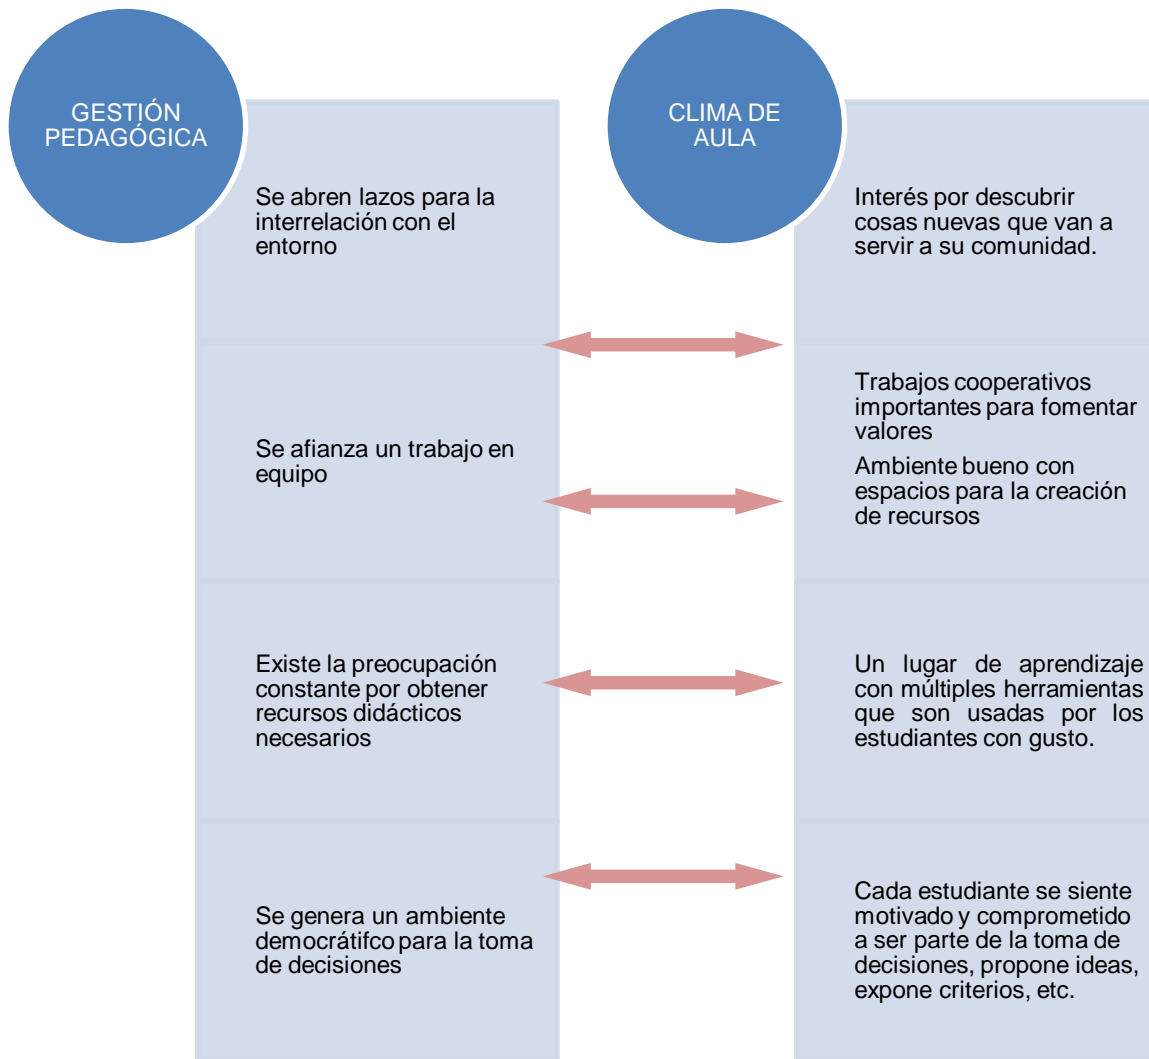 GESTIÓN
PEDAGÓGICA
Se abren lazos para la
interrelación con el
entorno
Se afianza un trabajo en
equipo
Existe la preocupación
constante por obtener
recursos didácticos
necesarios
Se genera un ambiente
democrátifco para la toma
de decisiones
CLIMA DE
AULA
Interés por descubrir
cosas nuevas que van a
servir a su comunidad.
Trabajos cooperativos
importantes para fomentar
valores
Ambiente bueno con
espacios para la creación
de recursos
Un lugar de aprendizaje
con múltiples herramientas
que son usadas por los
estudiantes con gusto.
Cada estudiante se siente
motivado y comprometido
a ser parte de la toma de
decisiones, propone ideas,
expone criterios, etc.